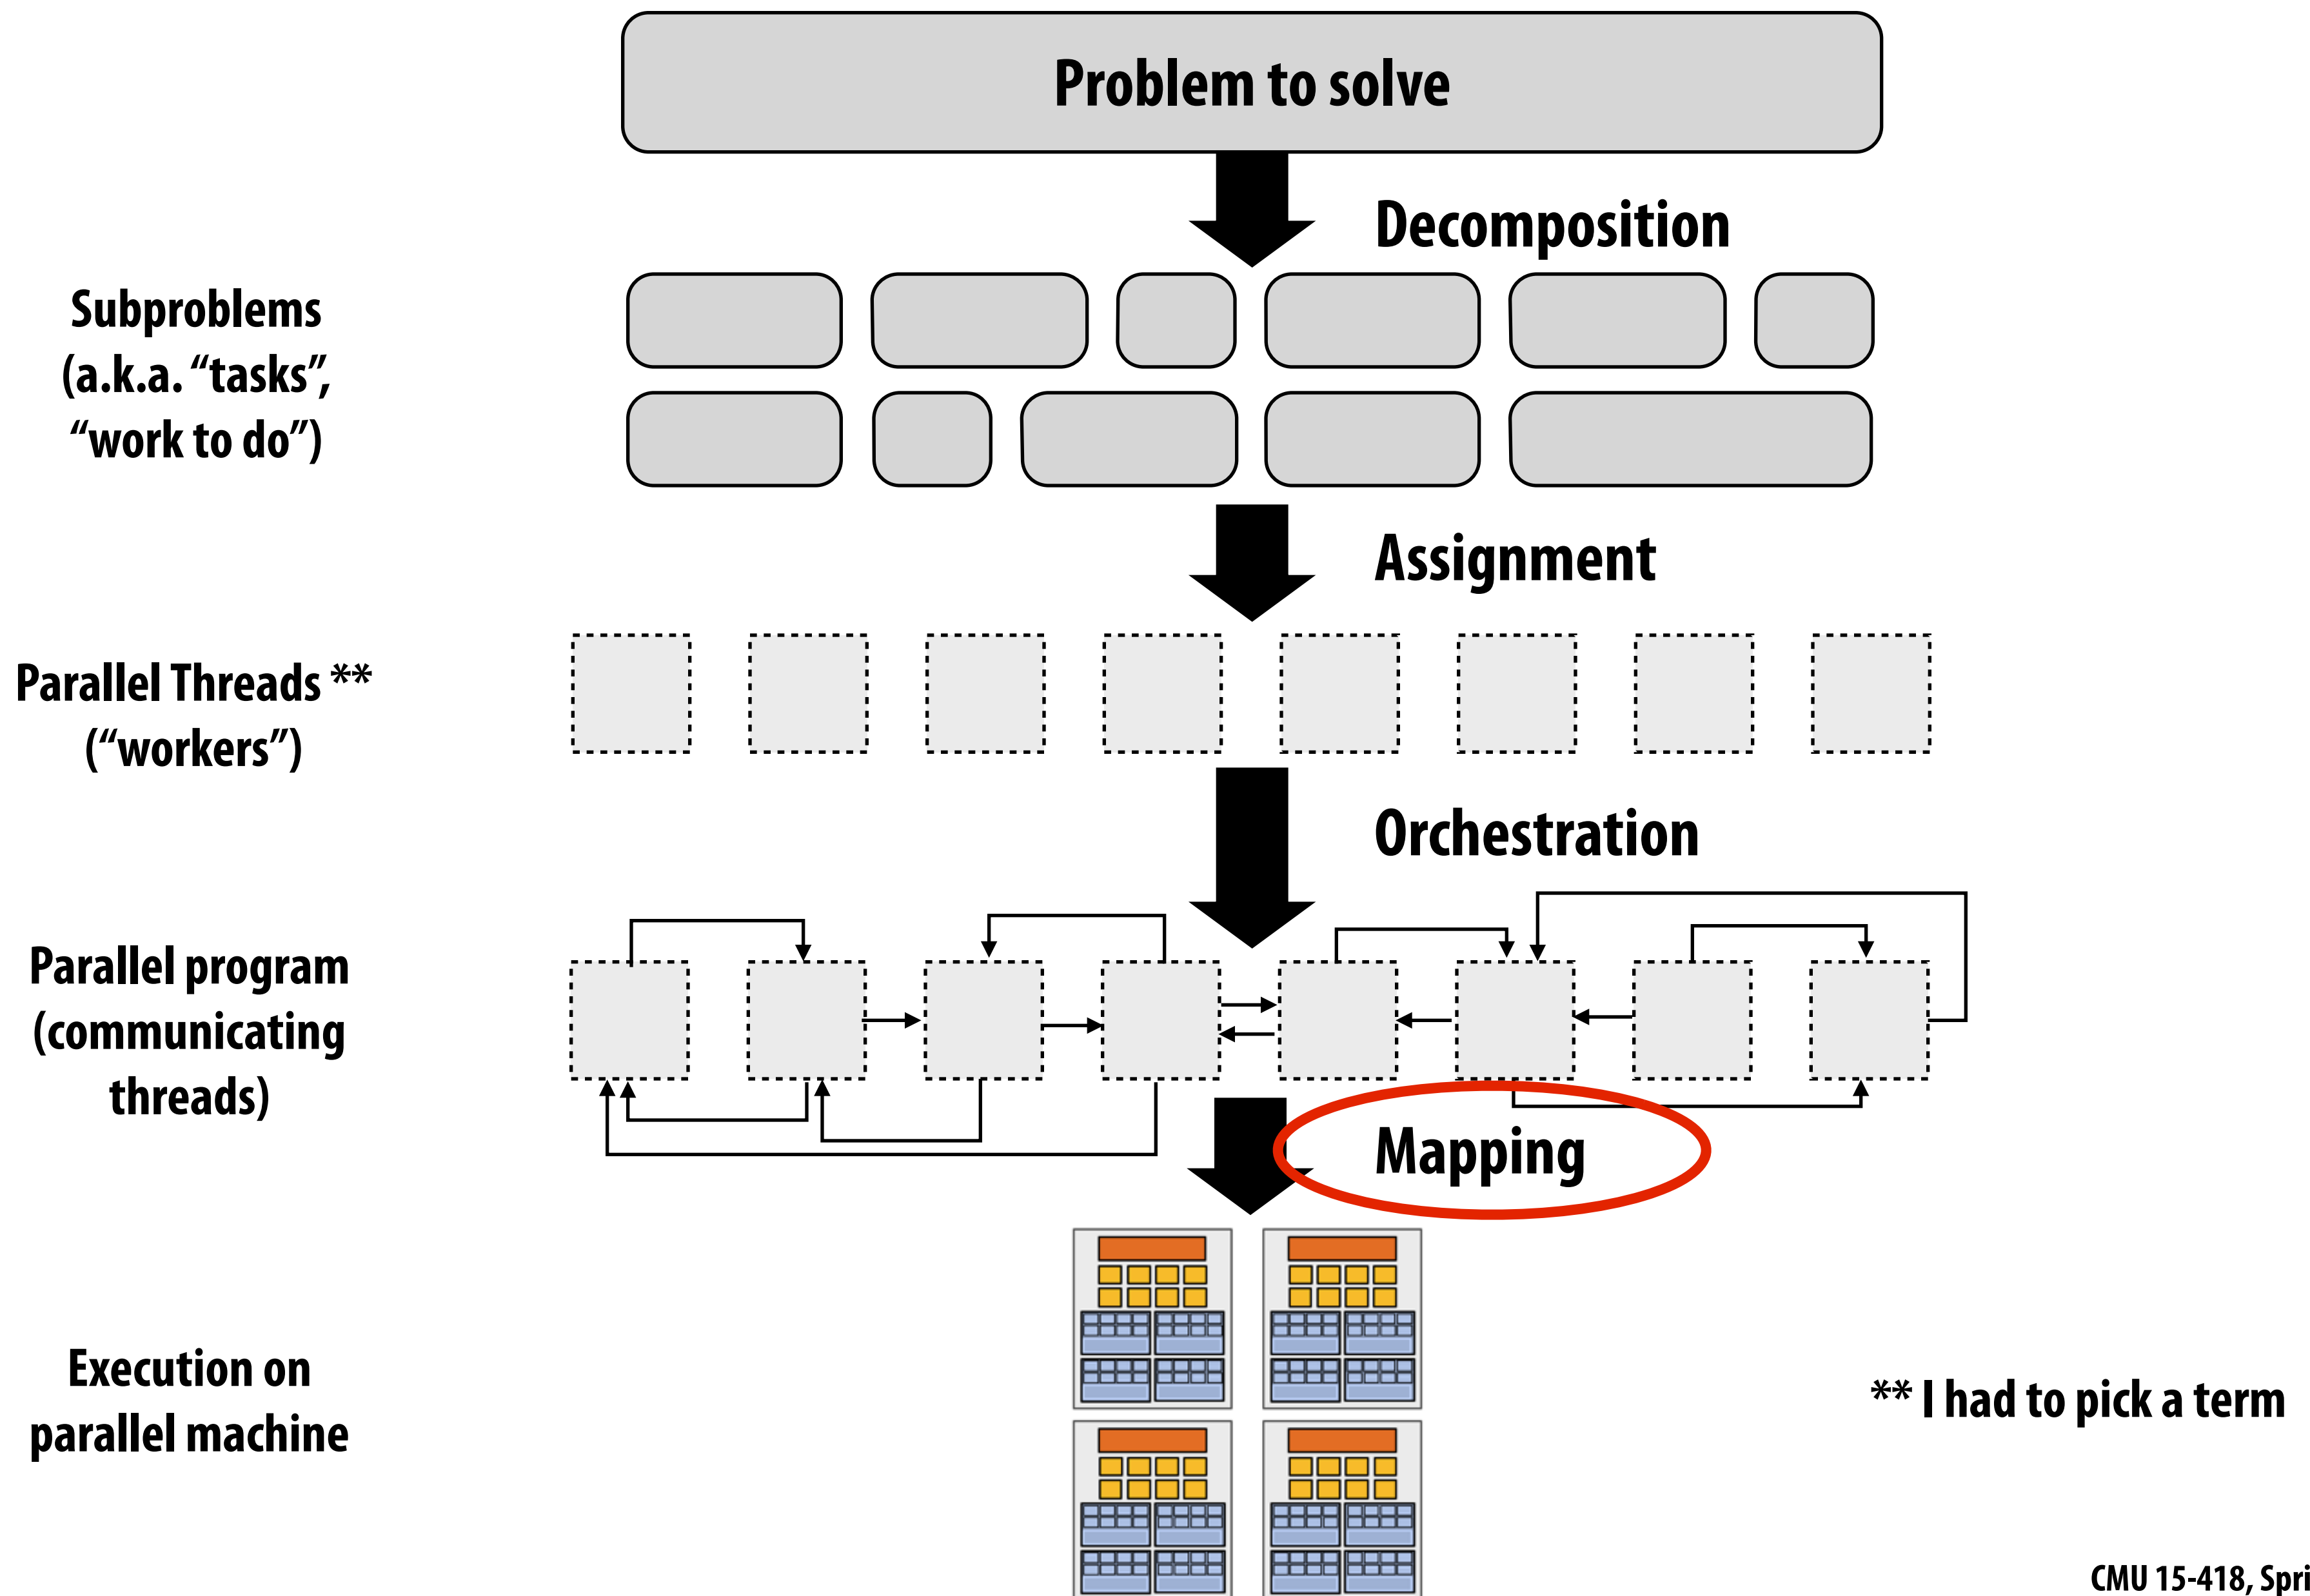 Problem to solve
Decomposition
Subproblems
(a.k.a. “tasks”,
“work to do”)
Assignment
Parallel Threads **
(“workers”)
Orchestration
Parallel program
(communicating
threads)
Mapping
Execution on
parallel machine
** I had to pick a term
CMU 15-418, Spri